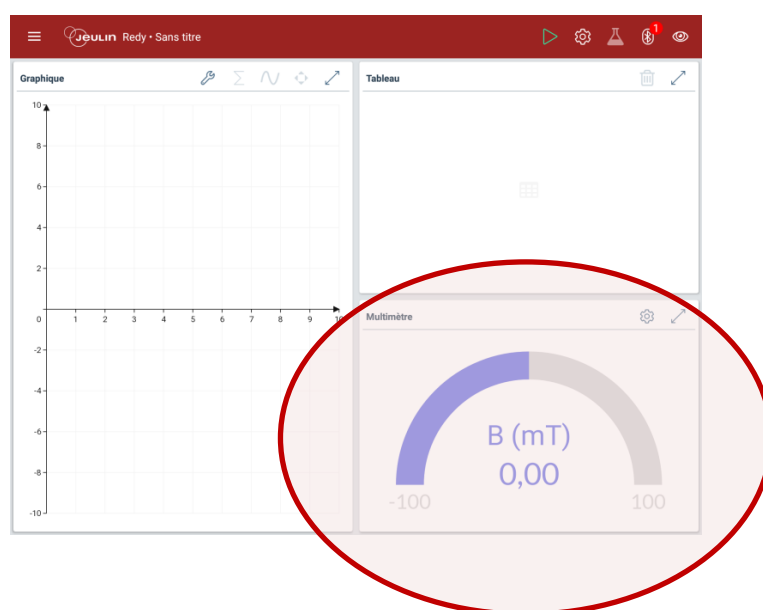 Jeulin Redy • Sans titre
1
Graphique
10
8
6
4
2
0 1 2 3 4 5 6 7 8 9 10
-2
-4
-6
-8
-10
Tableau
Multimètre
B (mT)
0,00
-100 100